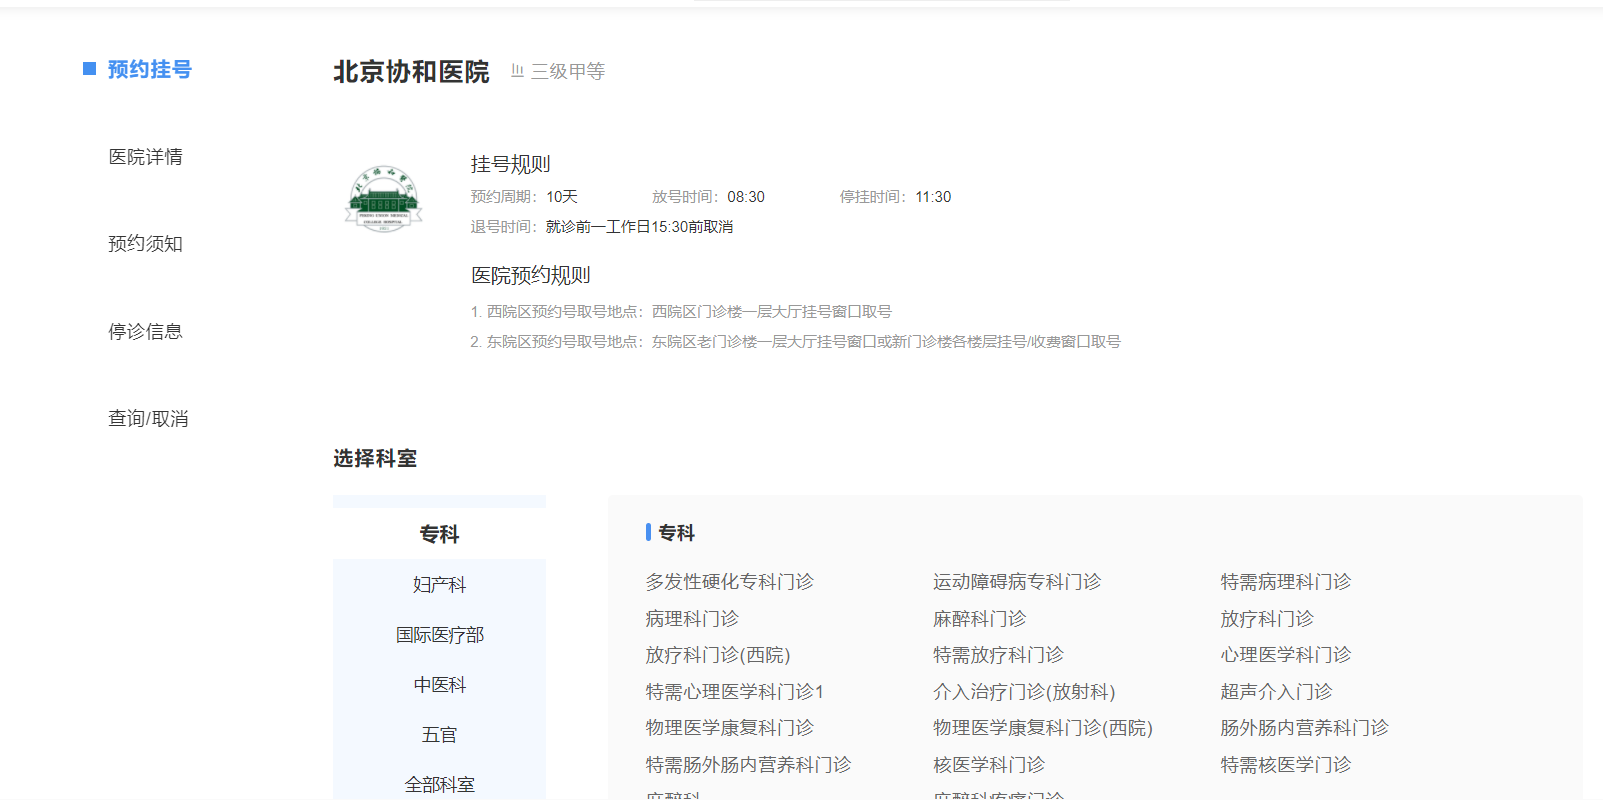 预约挂号
医院详情
预约须知
停诊信息
查询/取消
北京协和医院 三级甲等
挂号规则
预约周期：10天 放号时间：08:30 停挂时间：11:30
退号时间：就诊前一工作日15:30前取消
医院预约规则
1. 西院区预约号取号地点：西院区门诊楼一层大厅挂号窗口取号
2. 东院区预约号取号地点：东院区老门诊楼一层大厅挂号窗口或新门诊楼各楼层挂号/收费窗口取号
选择科室
专科
妇产科
国际医疗部
中医科
五官
全部科室
专科
多发性硬化专科门诊 运动障碍病专科门诊 特需病理科门诊
病理科门诊 麻醉科门诊 放疗科门诊
放疗科门诊(西院) 特需放疗科门诊 心理医学科门诊
特需心理医学科门诊1 介入治疗门诊(放射科) 超声介入门诊
物理医学康复科门诊 物理医学康复科门诊(西院) 肠外肠内营养科门诊
特需肠外肠内营养科门诊 核医学科门诊 特需核医学门诊
麻醉科 麻醉科疼痛门诊